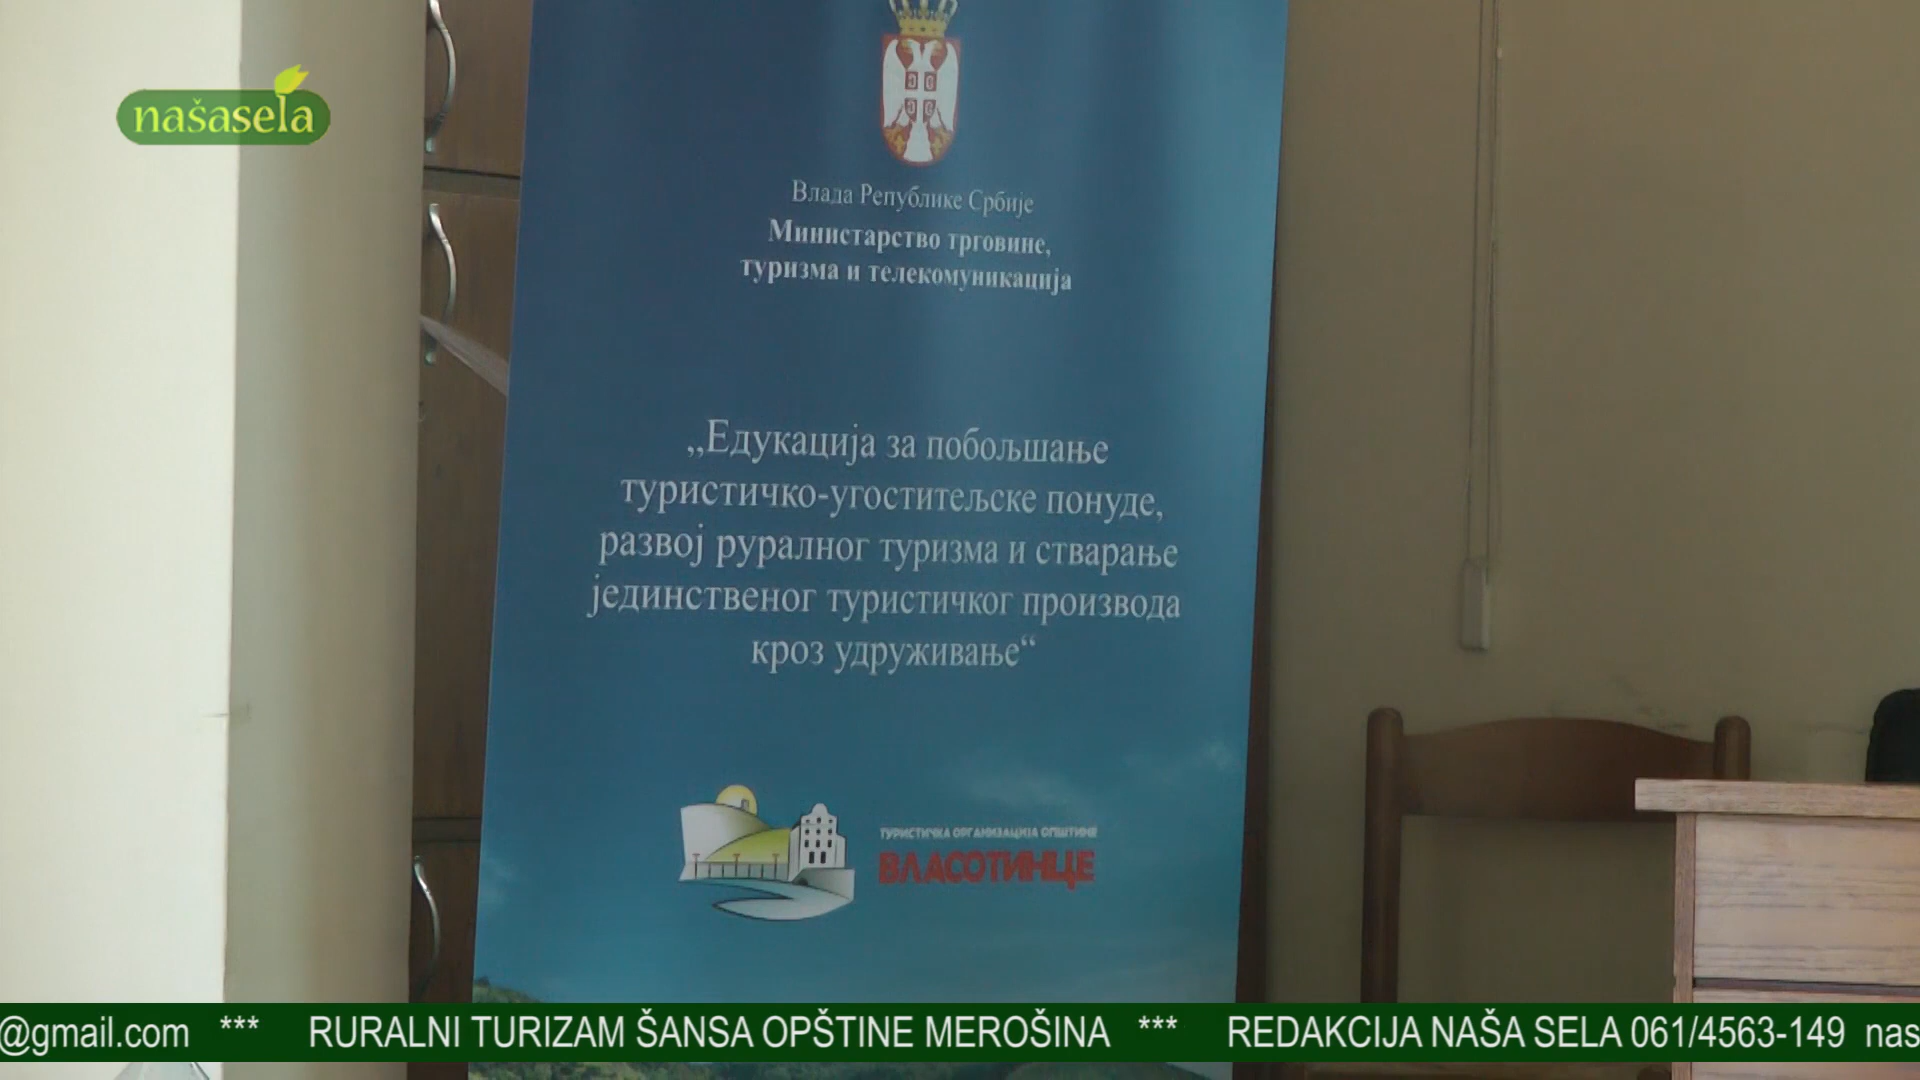 našasela
Влада Републике Србије
Министарство трговине,
туризма и телекомуникација
,,Едукација за побољшање
туристичко-угоститељске понуде,
развој руралног туризма и стварање
јединственог туристичког производа
кроз удруживање“
ТУРИСТИЧКА ОРГАНИЗАЦИЈА ОПШТИНЕ
ВЛАСОТИНЦЕ
@gmail.com *** RURALNI TURIZAM ŠANSA OPŠTINE MEROŠINA *** REDAKCIJA NAŠA SELA 061/4563-149 nas